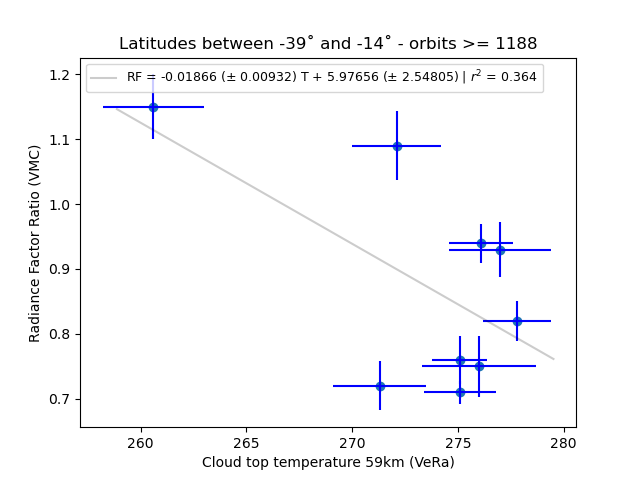 Latitudes between -39˚ and -14˚ - orbits >= 1188
RF = -0.01866 (± 0.00932) T + 5.97656 (± 2.54805) | r² = 0.364
Radiance Factor Ratio (VMC)
1.2
1.1
1.0
0.9
0.8
0.7
260 265 270 275 280
Cloud top temperature 59km (VeRa)